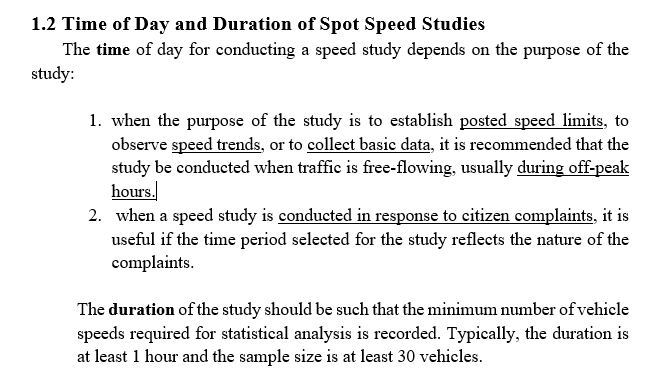 1.2 Time of Day and Duration of Spot Speed Studies
The time of day for conducting a speed study depends on the purpose of the
study:
1. when the purpose of the study is to establish posted speed limits, to
observe speed trends, or to collect basic data, it is recommended that the
study be conducted when traffic is free-flowing, usually during off-peak
hours.
2. when a speed study is conducted in response to citizen complaints, it is
useful if the time period selected for the study reflects the nature of the
complaints.
The duration of the study should be such that the minimum number of vehicle
speeds required for statistical analysis is recorded. Typically, the duration is
at least 1 hour and the sample size is at least 30 vehicles.